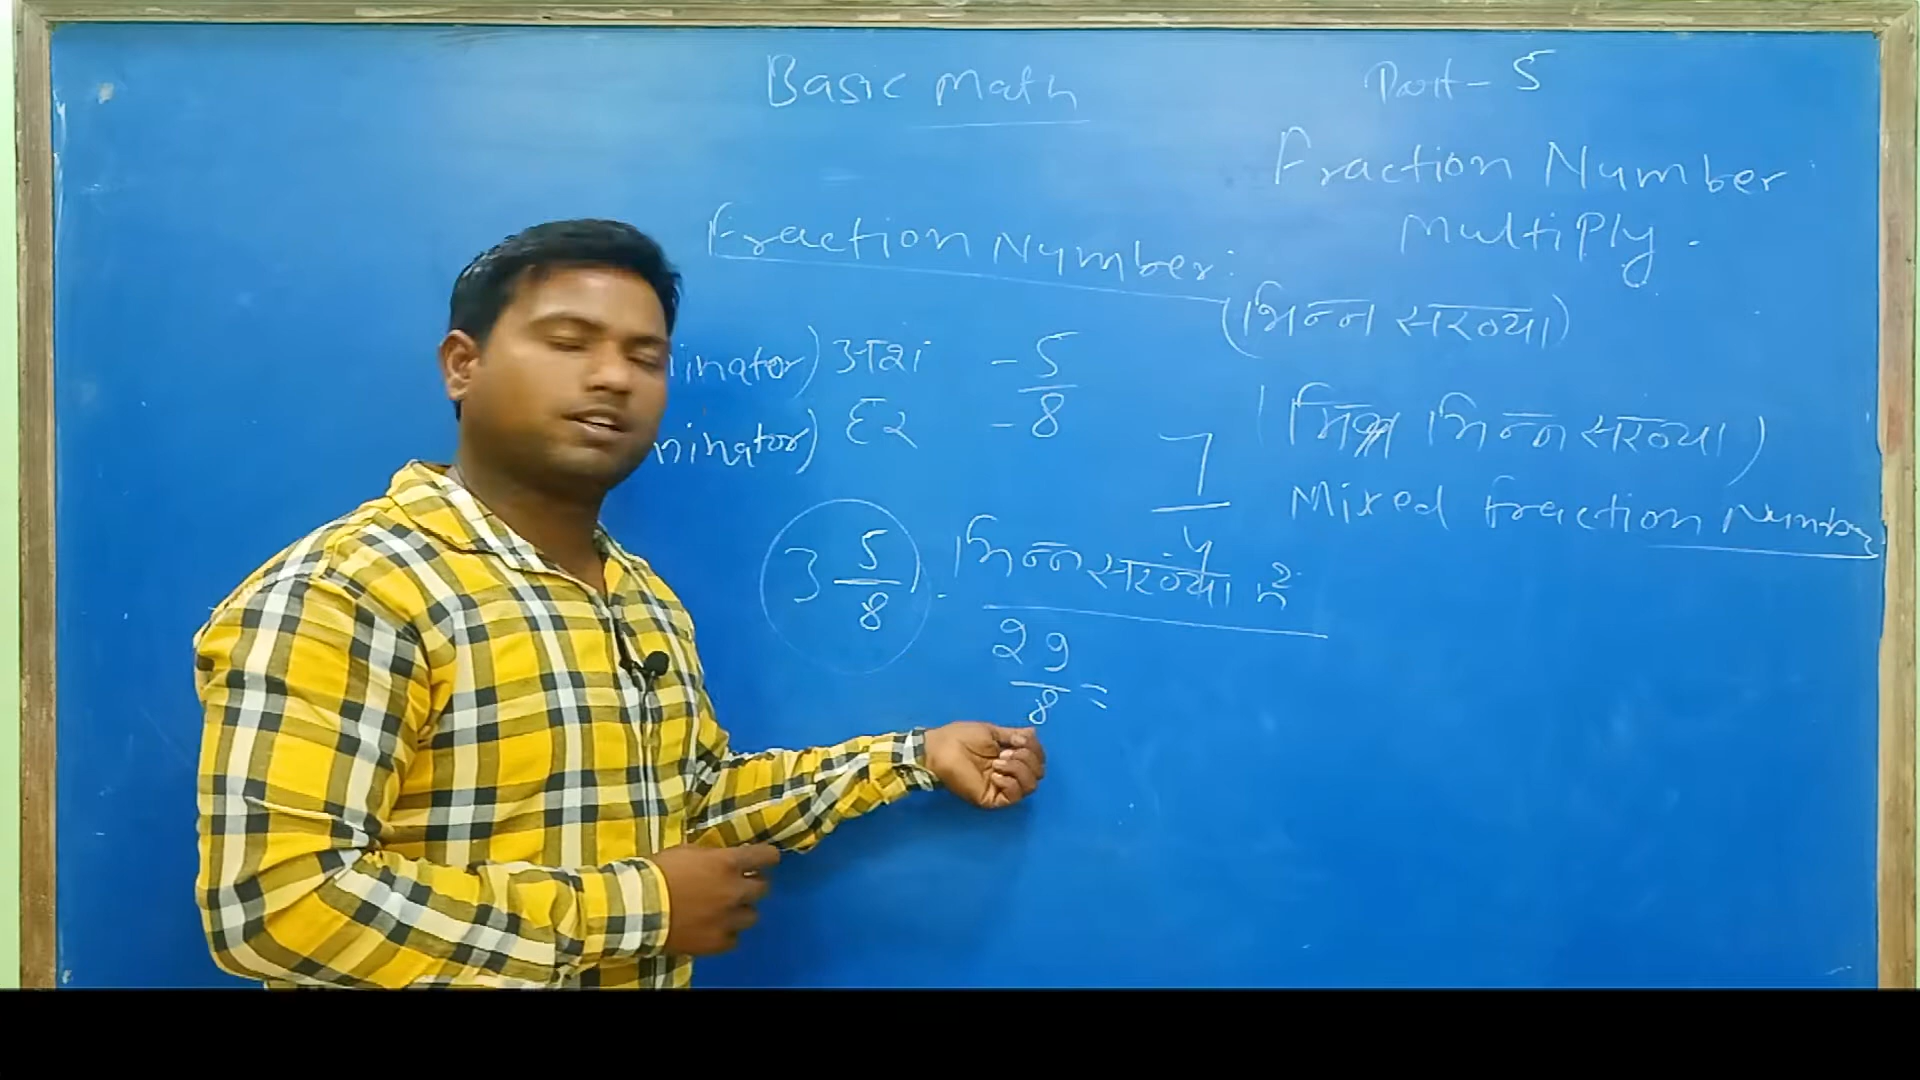 Basic Math
Part - 5
Fraction Number
Multiply.
Fraction Number:
(भिन्न संख्या)
inator) अंश - 5
ninator) हर - 8
7
4
(मिश्र भिन्न संख्या)
Mixed Fraction Number
3 5/8 . भिन्न संख्या है
29/8 =